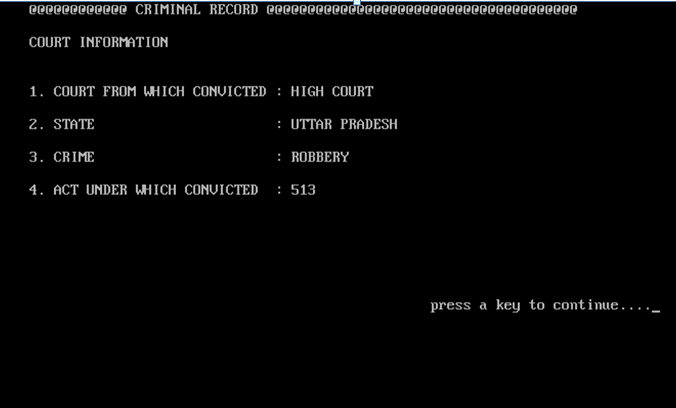 @@@@@@@@@@@@ CRIMINAL RECORD @@@@@@@@@@@@@@@@@@@@@@@@@@@@@@@@@@@@@@
COURT INFORMATION
1. COURT FROM WHICH CONVICTED : HIGH COURT
2. STATE : UTTAR PRADESH
3. CRIME : ROBBERY
4. ACT UNDER WHICH CONVICTED : 513
press a key to continue...._